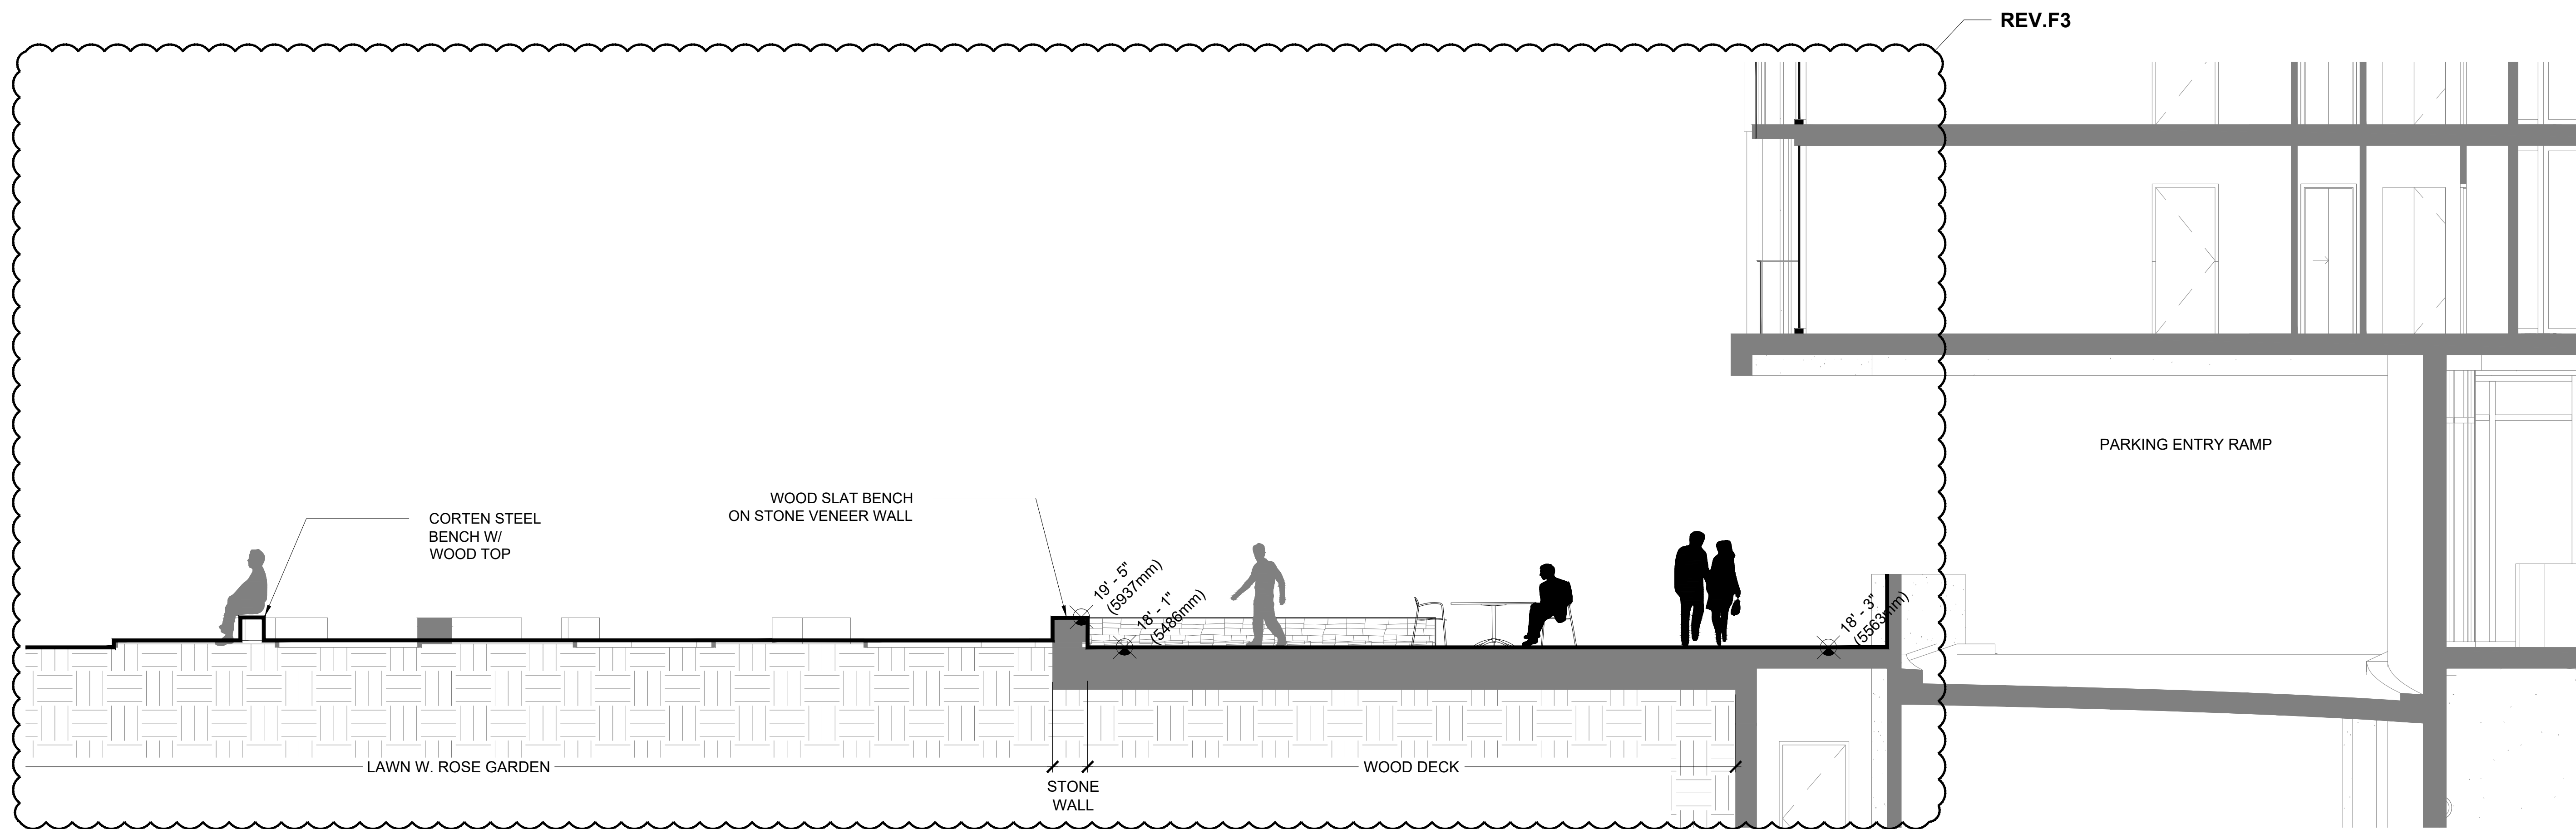 REV.F3
PARKING ENTRY RAMP
WOOD SLAT BENCH
ON STONE VENEER WALL
CORTEN STEEL
BENCH W/
WOOD TOP
19' - 5"
(5937mm)
18' - 1"
(5486mm)
18' - 3"
(5563mm)
LAWN W. ROSE GARDEN
STONE
WALL
WOOD DECK